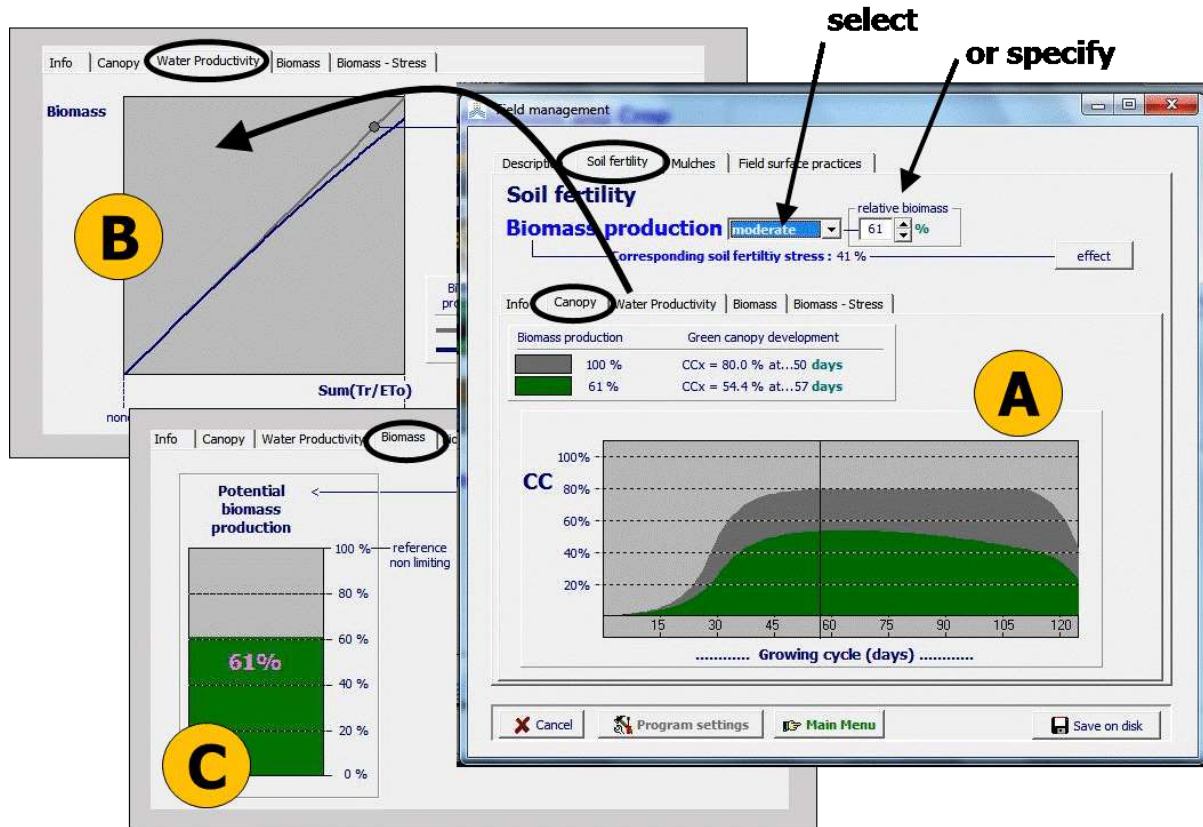 select
or specify
Info Canopy Water Productivity Biomass Biomass - Stress
Biomass
B
Sum(Tr/ETo)
Field management
Crop
Soil fertility Mulches Field surface practices
Soil fertility
Biomass production moderate relative biomass 61 %
Corresponding soil fertiltiy stress : 41 %
effect
Info Canopy Water Productivity Biomass Biomass - Stress
Biomass production Green canopy development
100 % CCx = 80.0 % at...50 days
61 % CCx = 54.4 % at...57 days
A
CC
100%
80%
60%
40%
20%
15 30 45 60 75 90 105 120
............ Growing cycle (days) ............
Cancel Program settings Main Menu Save on disk
Info Canopy Water Productivity Biomass
Potential
biomass
production
100 % reference
non limiting
80 %
60 %
61%
40 %
20 %
0 %
C